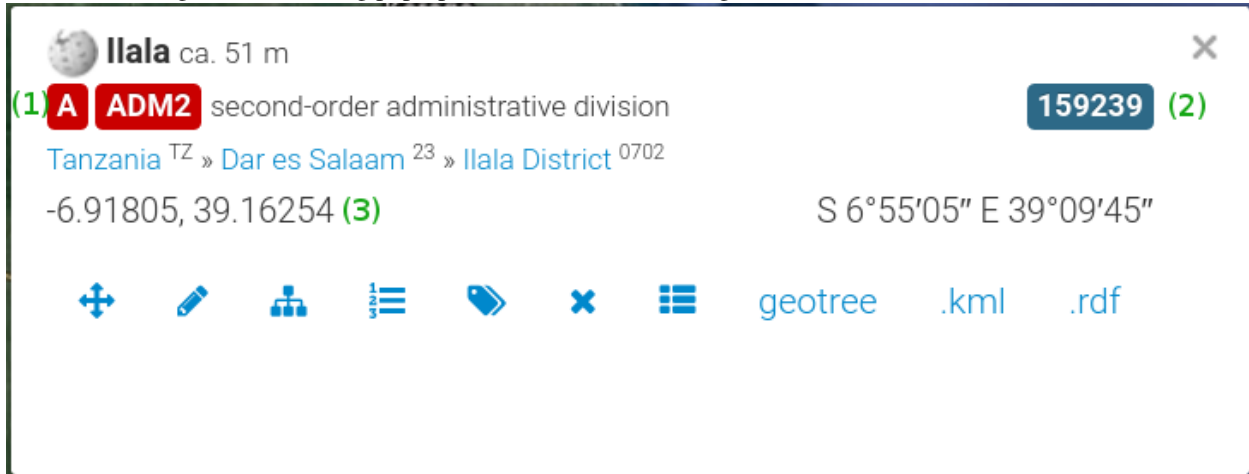 Ilala ca. 51 m
×
(1) A ADM2 second-order administrative division 159239 (2)
Tanzania TZ » Dar es Salaam 23 » Ilala District 0702
-6.91805, 39.16254 (3) S 6°55′05″ E 39°09′45″
geotree .kml .rdf